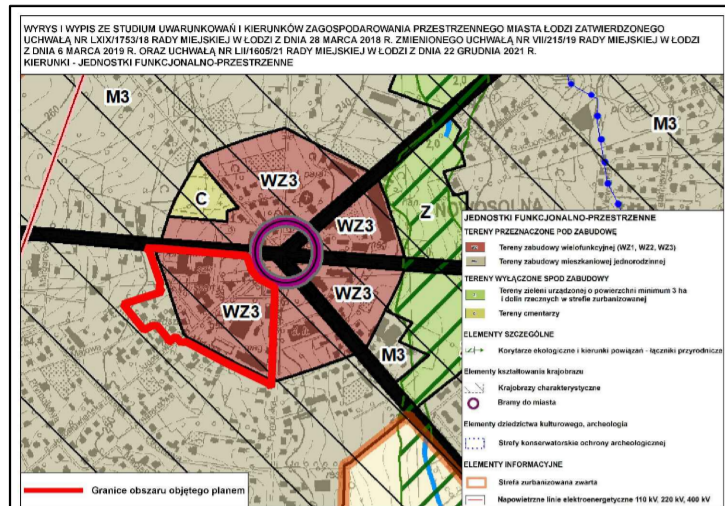 WYRYS I WYPIS ZE STUDIUM UWARUNKOWAŃ I KIERUNKÓW ZAGOSPODAROWANIA PRZESTRZENNEGO MIASTA ŁODZI ZATWIERDZONEGO
UCHWAŁĄ NR LXIX/1753/18 RADY MIEJSKIEJ W ŁODZI Z DNIA 28 MARCA 2018 R. ZMIENIONEGO UCHWAŁĄ NR VII/215/19 RADY MIEJSKIEJ W ŁODZI
Z DNIA 6 MARCA 2019 R. ORAZ UCHWAŁĄ NR LII/1605/21 RADY MIEJSKIEJ W ŁODZI Z DNIA 22 GRUDNIA 2021 R.
KIERUNKI - JEDNOSTKI FUNKCJONALNO-PRZESTRZENNE
M3
M3
WZ3
C
WZ3
Z
NOWOSOLNA
WZ3
WZ3
M3
JEDNOSTKI FUNKCJONALNO-PRZESTRZENNE
TERENY PRZEZNACZONE POD ZABUDOWĘ
Tereny zabudowy wielofunkcyjnej (WZ1, WZ2, WZ3)
Tereny zabudowy mieszkaniowej jednorodzinnej
TERENY WYŁĄCZONE SPOD ZABUDOWY
Tereny zieleni urządzonej o powierzchni minimum 3 ha
i dolin rzecznych w strefie zurbanizowanej
Tereny cmentarzy
ELEMENTY SZCZEGÓLNE
Korytarze ekologiczne i kierunki powiązań - łączniki przyrodnicze
Elementy kształtowania krajobrazu
Krajobrazy charakterystyczne
Bramy do miasta
Elementy dziedzictwa kulturowego, archeologia
Strefy konserwatorskie ochrony archeologicznej
ELEMENTY INFORMACYJNE
Strefa zurbanizowana zwarta
Napowietrzne linie elektroenergetyczne 110 kV, 220 kV, 400 kV
Granice obszaru objętego planem